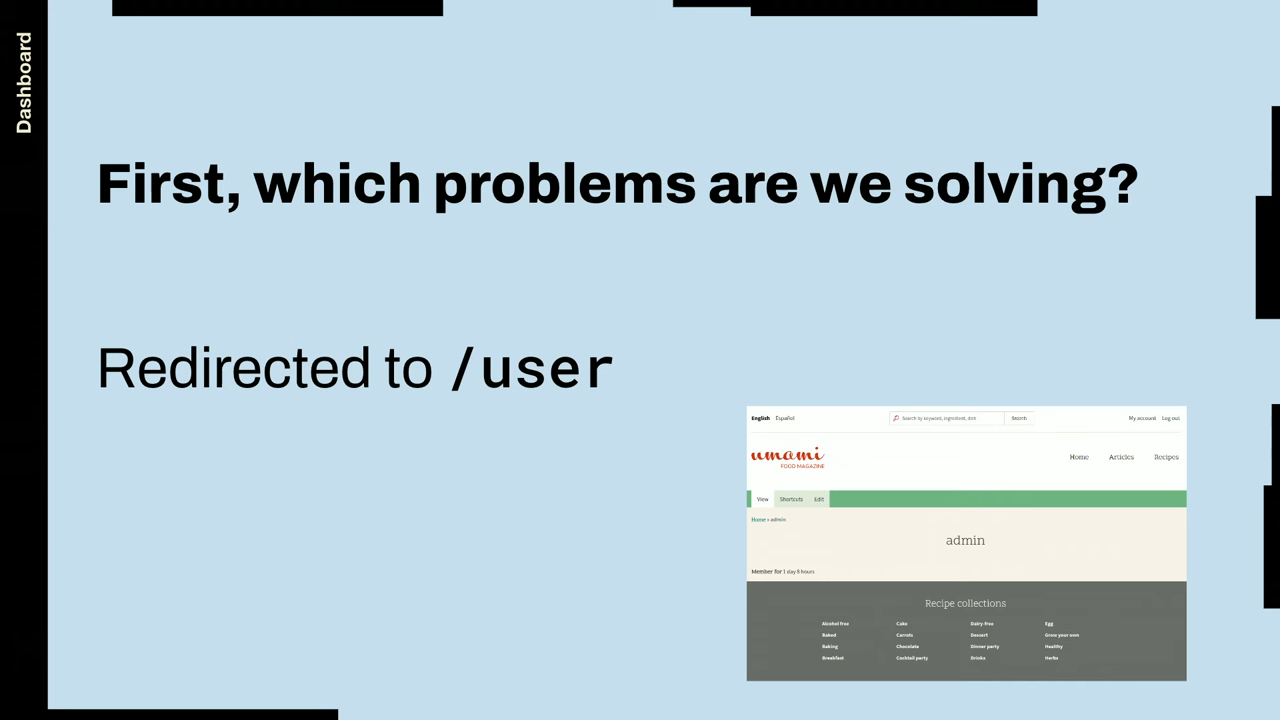 Dashboard
First, which problems are we solving?
Redirected to /user
English Español
Search by keyword, ingredient, dish
Search
My account Log out
umami
FOOD MAGAZINE
Home Articles Recipes
View Shortcuts Edit
Home » admin
admin
Member for 1 day 8 hours
Recipe collections
Alcohol free Cake Dairy-free Egg
Baked Carrots Dessert Grow your own
Baking Chocolate Dinner party Healthy
Breakfast Cocktail party Drinks Herbs